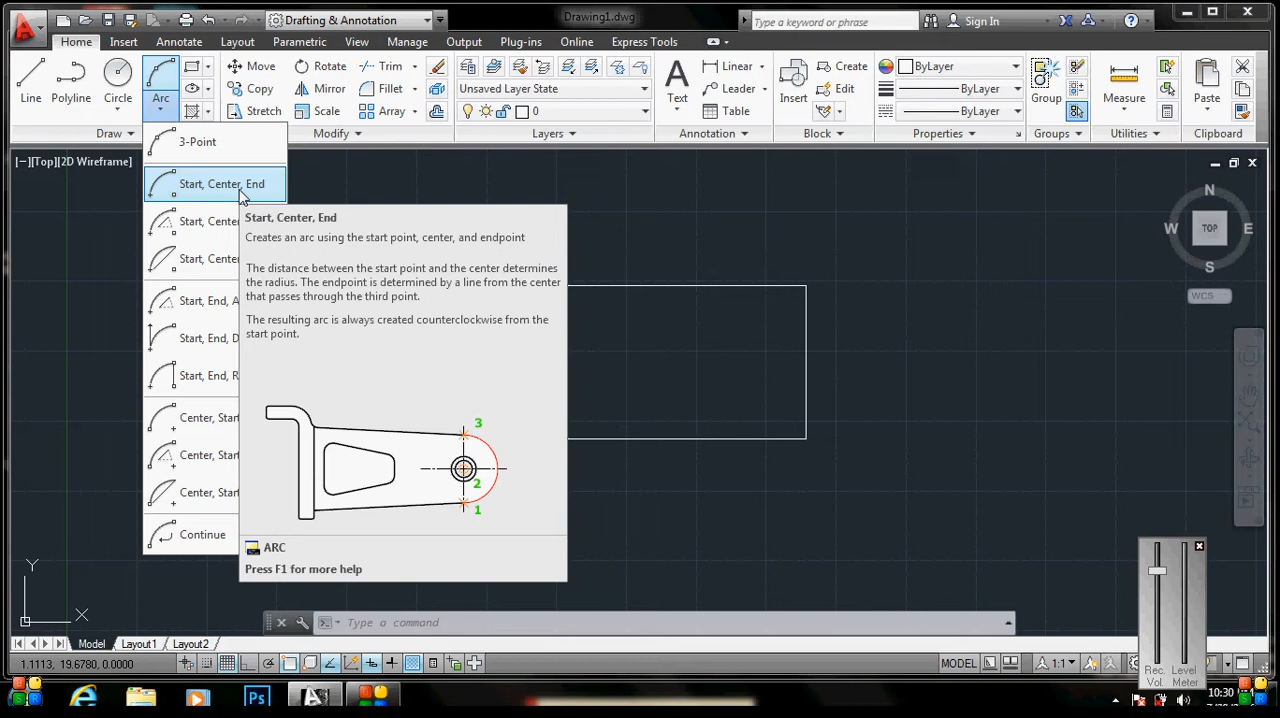 Drafting & Annotation
Drawing1.dwg
Type a keyword or phrase
Sign In
Home Insert Annotate Layout Parametric View Manage Output Plug-ins Online Express Tools
Line
Polyline
Circle
Arc
Move
Rotate
Trim
Copy
Mirror
Fillet
Stretch
Scale
Array
Unsaved Layer State
0
Text
Linear
Leader
Table
Insert
Create
Edit
ByLayer
ByLayer
ByLayer
Group
Measure
Paste
Draw
Modify
Layers
Annotation
Block
Properties
Groups
Utilities
Clipboard
[−][Top][2D Wireframe]
3-Point
Start, Center, End
Start, Center
Start, Center
Start, End, A
Start, End, D
Start, End, R
Center, Start
Center, Start
Center, Start
Continue
Start, Center, End
Creates an arc using the start point, center, and endpoint
The distance between the start point and the center determines
the radius. The endpoint is determined by a line from the center
that passes through the third point.
The resulting arc is always created counterclockwise from the
start point.
3
2
1
ARC
Press F1 for more help
N
W
TOP
E
S
WCS
Y
X
Type a command
Model Layout1 Layout2
1.1113, 19.6780, 0.0000
MODEL
1:1
Rec. Vol.
Level Meter
Ps
10:30